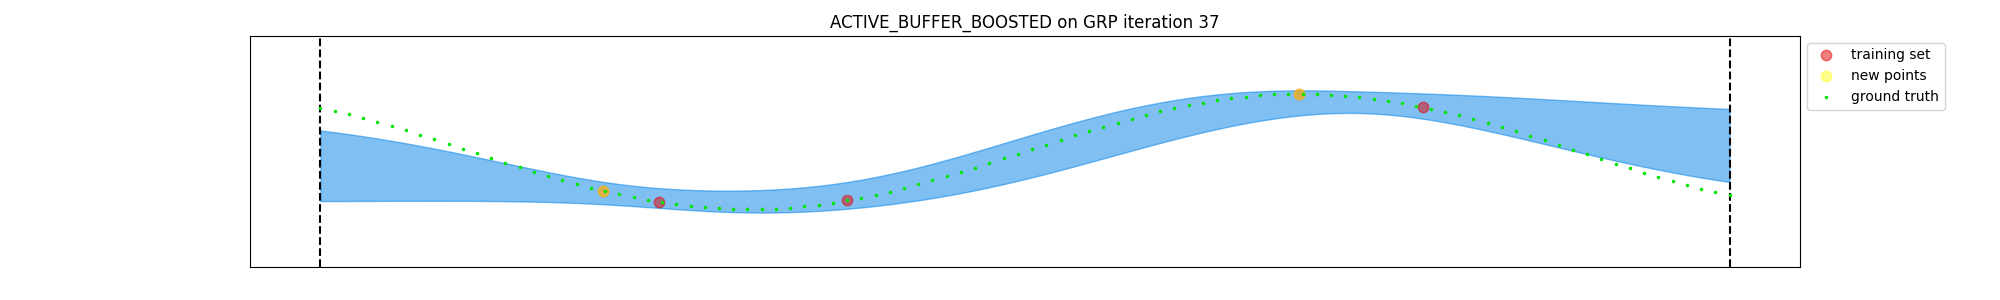 ACTIVE_BUFFER_BOOSTED on GRP iteration 37
training set
new points
ground truth